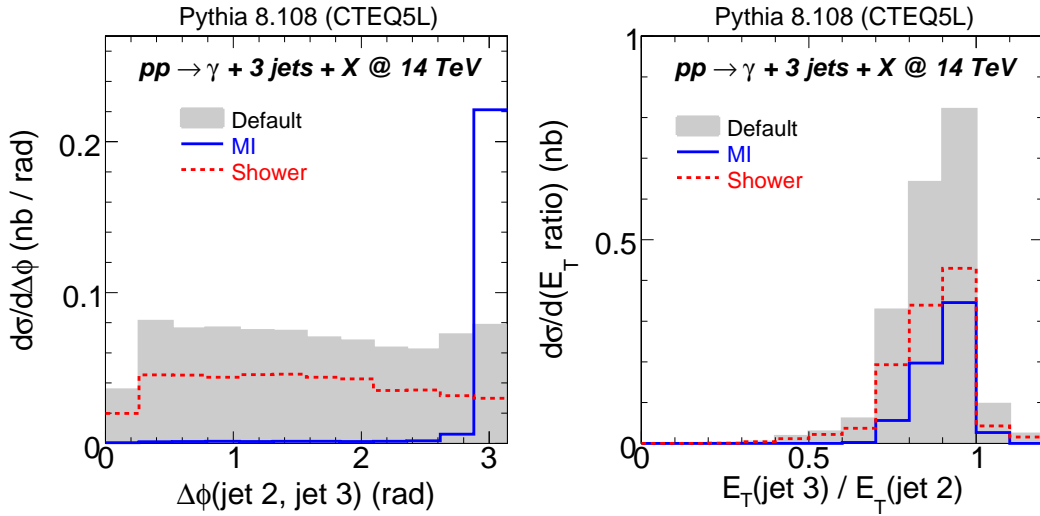 Pythia 8.108 (CTEQ5L)
pp → γ + 3 jets + X @ 14 TeV
Default
MI
Shower
dσ/dΔϕ (nb / rad)
0.2
0.1
0
0
1
2
3
Δϕ(jet 2, jet 3) (rad)
Pythia 8.108 (CTEQ5L)
pp → γ + 3 jets + X @ 14 TeV
Default
MI
Shower
dσ/d(E_T ratio) (nb)
1
0.5
0
0
0.5
1
E_T(jet 3) / E_T(jet 2)